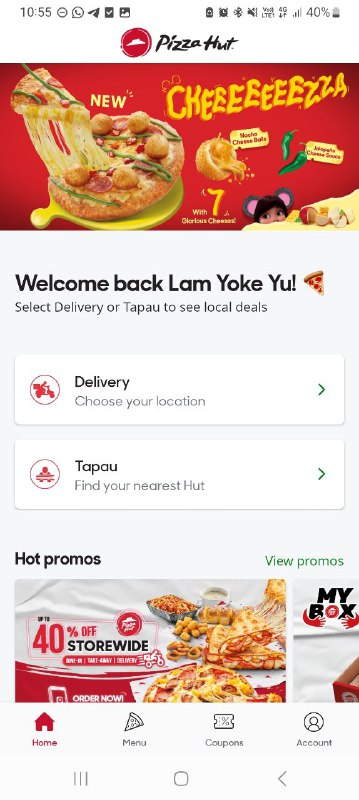 10:55
Vo))
LTE1
4G
40%
Pizza Hut
NEW
CHEEEEEEEZZA
Nacho
Cheese Balls
Jalapeño
Cheese Sauce
With 7
Glorious Cheeses!
Welcome back Lam Yoke Yu! 🍕
Select Delivery or Tapau to see local deals
Delivery
Choose your location
Tapau
Find your nearest Hut
Hot promos
View promos
UP TO
40% OFF
STOREWIDE
DINE-IN | TAKE-AWAY | DELIVERY
ORDER NOW!
MY
BOX
Home
Menu
Coupons
Account